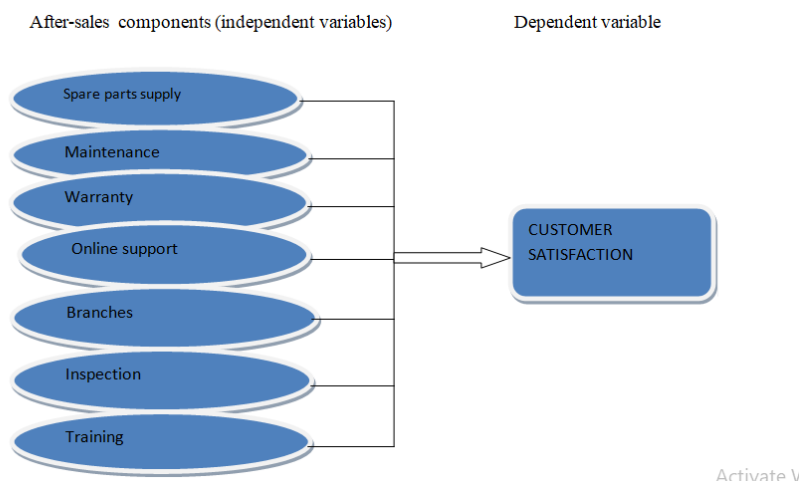 After-sales components (independent variables)
Dependent variable
Spare parts supply
Maintenance
Warranty
Online support
Branches
Inspection
Training
CUSTOMER
SATISFACTION
Activate